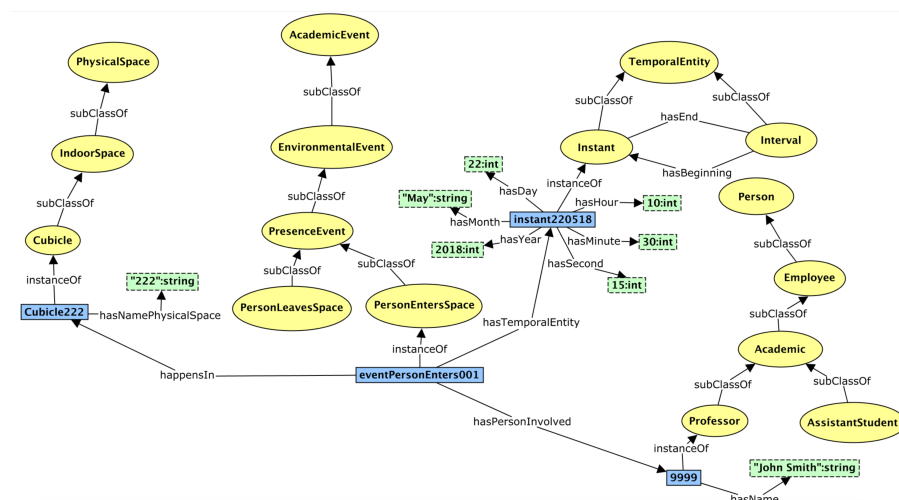 AcademicEvent
PhysicalSpace
TemporalEntity
subClassOf
subClassOf
subClassOf
subClassOf
hasEnd
IndoorSpace
EnvironmentalEvent
Instant
Interval
22:int
hasBeginning
instanceOf
hasDay
subClassOf
subClassOf
"May":string
hasHour
10:int
Person
hasMonth
instant220518
Cubicle
PresenceEvent
hasYear
hasMinute
30:int
2018:int
subClassOf
hasSecond
subClassOf
subClassOf
instanceOf
"222":string
15:int
Employee
PersonLeavesSpace
PersonEntersSpace
Cubicle222
hasNamePhysicalSpace
subClassOf
hasTemporalEntity
instanceOf
Academic
happensIn
eventPersonEnters001
subClassOf
subClassOf
hasPersonInvolved
Professor
AssistantStudent
instanceOf
"John Smith":string
9999
hasName